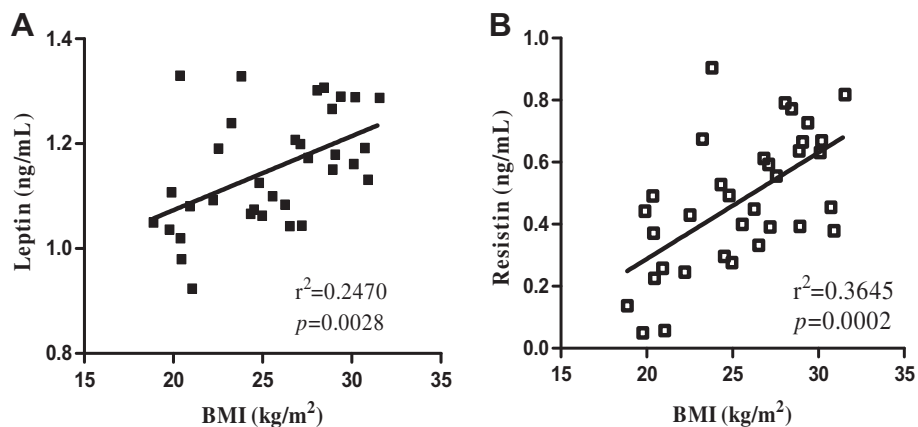 A
Leptin (ng/mL)
1.4
1.2
1.0
0.8
r²=0.2470
p=0.0028
15
20
25
30
35
BMI (kg/m²)
B
Resistin (ng/mL)
1.0
0.8
0.6
0.4
0.2
0.0
r²=0.3645
p=0.0002
15
20
25
30
35
BMI (kg/m²)